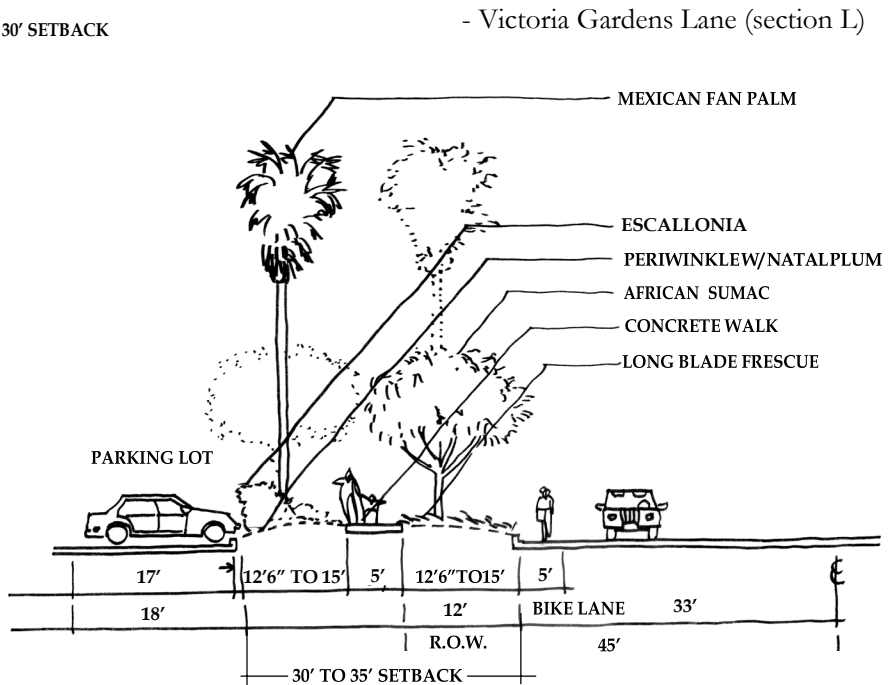 - Victoria Gardens Lane (section L)
30' SETBACK
MEXICAN FAN PALM
ESCALLONIA
PERIWINKLEW/NATALPLUM
AFRICAN SUMAC
CONCRETE WALK
LONG BLADE FRESCUE
PARKING LOT
17' 12'6" TO 15' 5' 12'6"TO15' 5'
18' 12' BIKE LANE 33'
R.O.W. 45'
30' TO 35' SETBACK